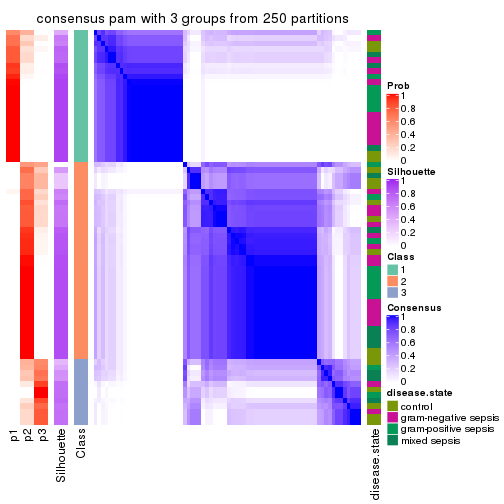 consensus pam with 3 groups from 250 partitions
p1
p2
p3
Silhouette
Class
disease.state
Prob
1
0.8
0.6
0.4
0.2
0
Silhouette
1
0.8
0.6
0.4
0.2
0
Class
1
2
3
Consensus
1
0.8
0.6
0.4
0.2
0
disease.state
control
gram-negative sepsis
gram-positive sepsis
mixed sepsis